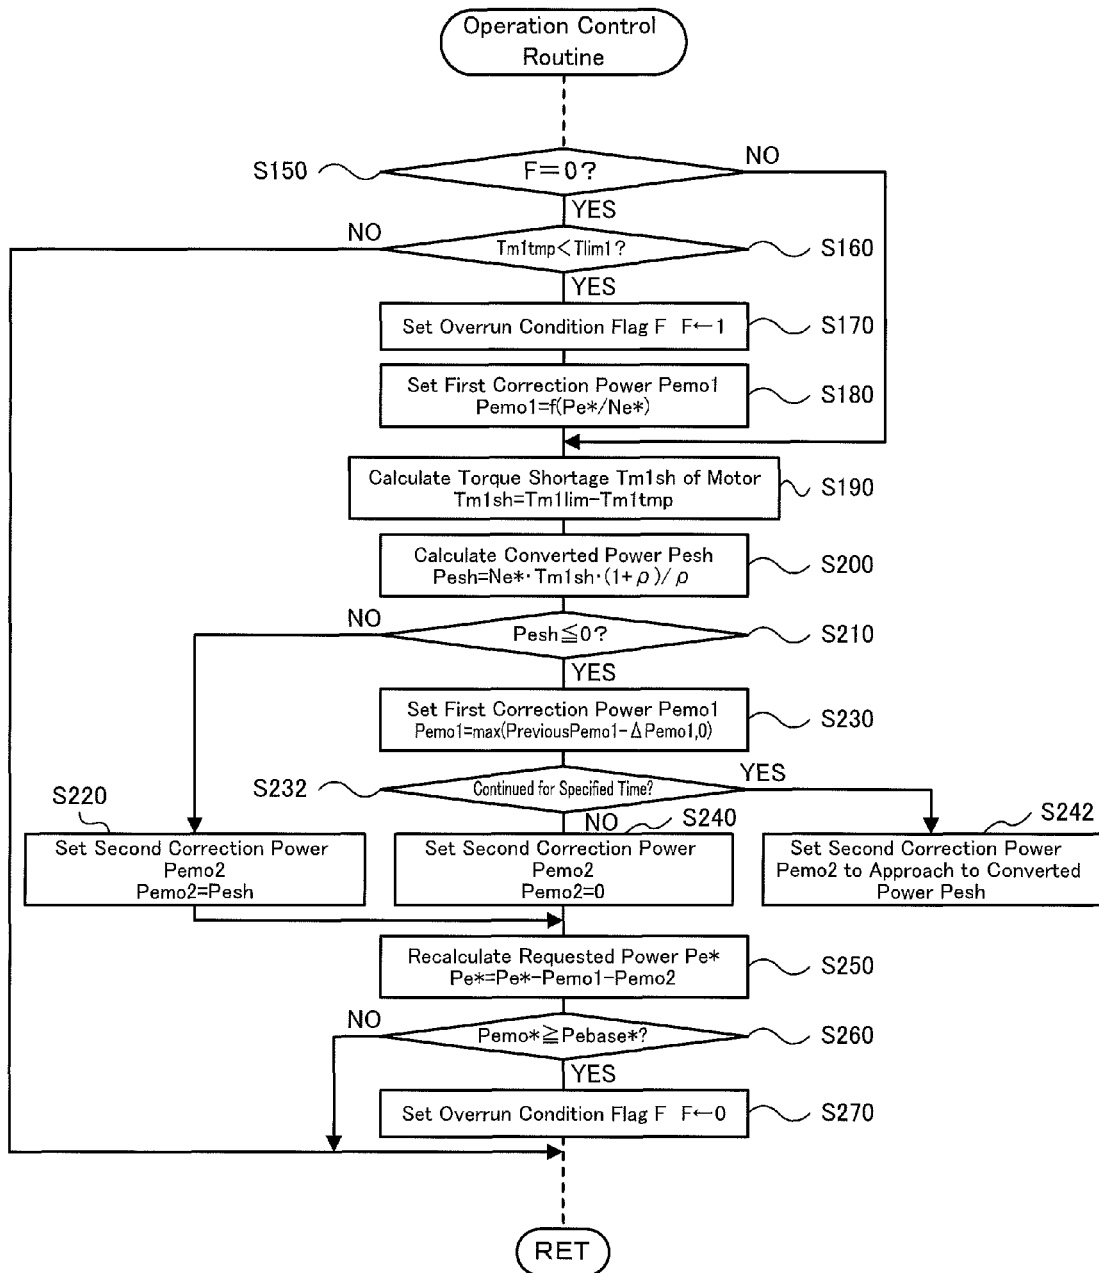 Operation Control
Routine
S150
F=0?
NO
YES
NO
Tm1tmp<Tlim1?
S160
YES
Set Overrun Condition Flag F F←1
S170
Set First Correction Power Pemo1
Pemo1=f(Pe*/Ne*)
S180
Calculate Torque Shortage Tm1sh of Motor
Tm1sh=Tm1lim-Tm1tmp
S190
Calculate Converted Power Pesh
Pesh=Ne*·Tm1sh·(1+ρ)/ρ
S200
NO
Pesh≦0?
S210
YES
Set First Correction Power Pemo1
Pemo1=max(PreviousPemo1-ΔPemo1,0)
S230
S232
Continued for Specified Time?
YES
NO
S220
Set Second Correction Power
Pemo2
Pemo2=Pesh
S240
Set Second Correction Power
Pemo2
Pemo2=0
S242
Set Second Correction Power
Pemo2 to Approach to Converted
Power Pesh
Recalculate Requested Power Pe*
Pe*=Pe*-Pemo1-Pemo2
S250
NO
Pemo*≧Pebase*?
S260
YES
Set Overrun Condition Flag F F←0
S270
RET